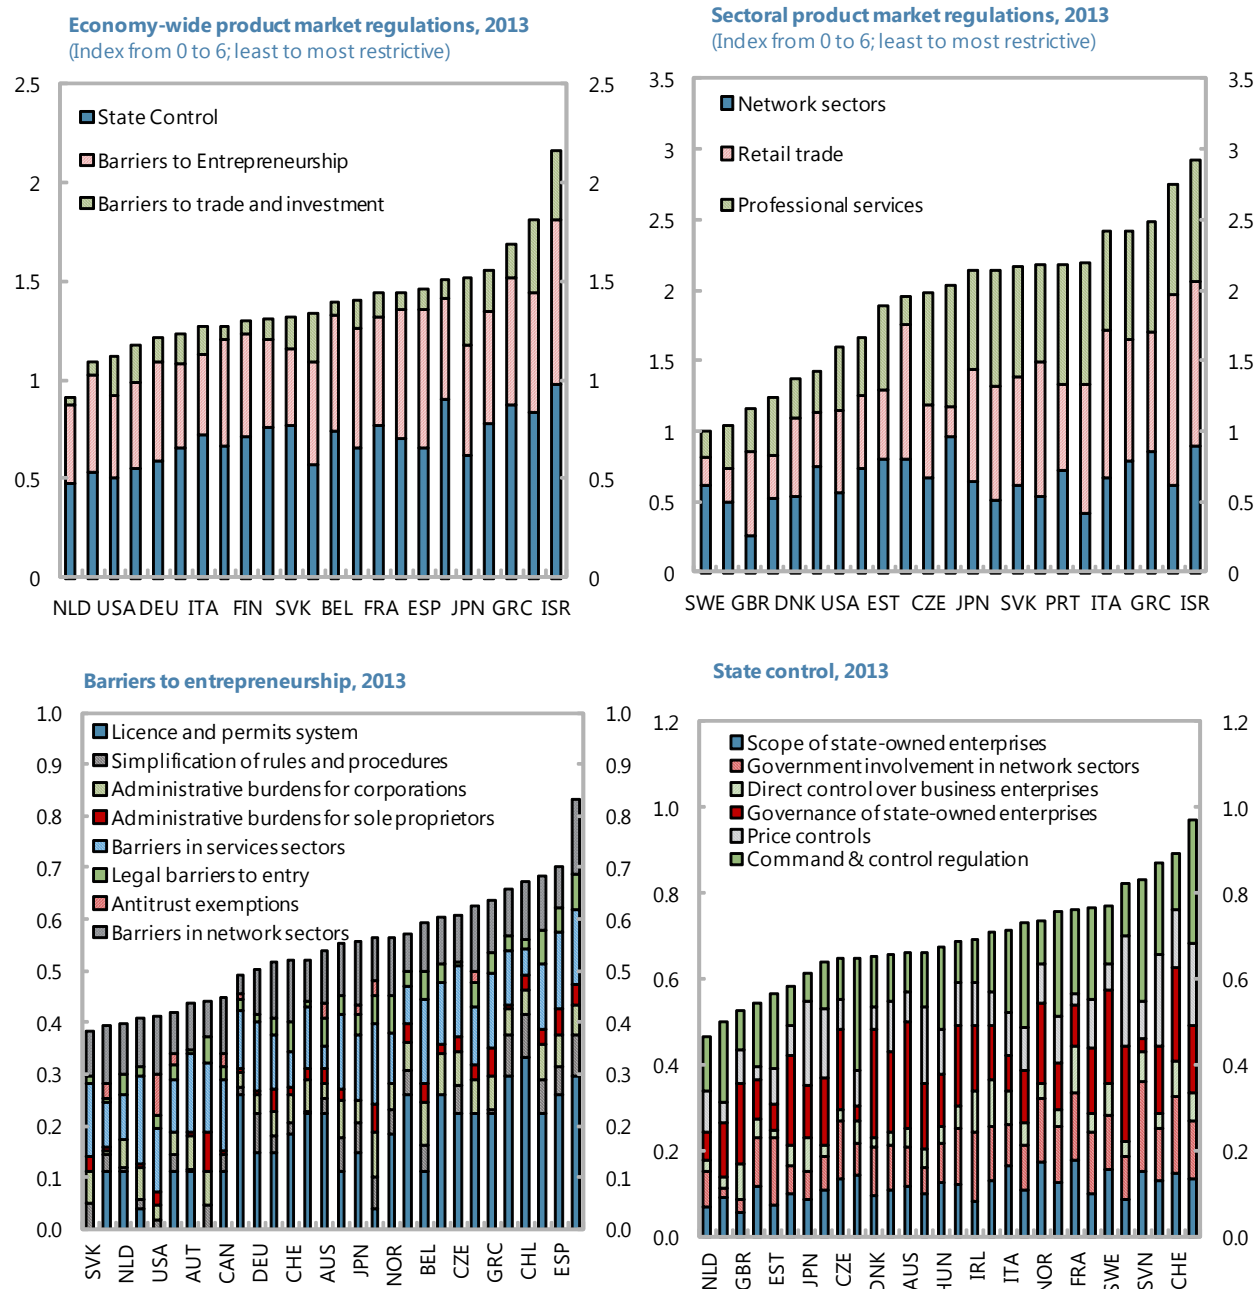 Economy-wide product market regulations, 2013
(Index from 0 to 6; least to most restrictive)
2.5 2.5
State Control
Barriers to Entrepreneurship
2 2
Barriers to trade and investment
1.5 1.5
1 1
0.5 0.5
0 0
NLD USA DEU ITA FIN SVK BEL FRA ESP JPN GRC ISR
Sectoral product market regulations, 2013
(Index from 0 to 6; least to most restrictive)
3.5 3.5
Network sectors
Retail trade
3 3
Professional services
2.5 2.5
2 2
1.5 1.5
1 1
0.5 0.5
0 0
SWE GBR DNK USA EST CZE JPN SVK PRT ITA GRC ISR
Barriers to entrepreneurship, 2013
1.0 1.0
Licence and permits system
Simplification of rules and procedures
0.9 0.9
Administrative burdens for corporations
0.8 0.8
Administrative burdens for sole proprietors
Barriers in services sectors
0.7 0.7
Legal barriers to entry
Antitrust exemptions
0.6 0.6
Barriers in network sectors
0.5 0.5
0.4 0.4
0.3 0.3
0.2 0.2
0.1 0.1
0.0 0.0
SVK NLD USA AUT CAN DEU CHE AUS JPN NOR BEL CZE GRC CHL ESP
State control, 2013
1.2 1.2
Scope of state-owned enterprises
Government involvement in network sectors
Direct control over business enterprises
Governance of state-owned enterprises
1.0 1.0
Price controls
Command & control regulation
0.8 0.8
0.6 0.6
0.4 0.4
0.2 0.2
0.0 0.0
NLD GBR EST JPN CZE DNK AUS HUN IRL ITA NOR FRA SWE SVN CHE